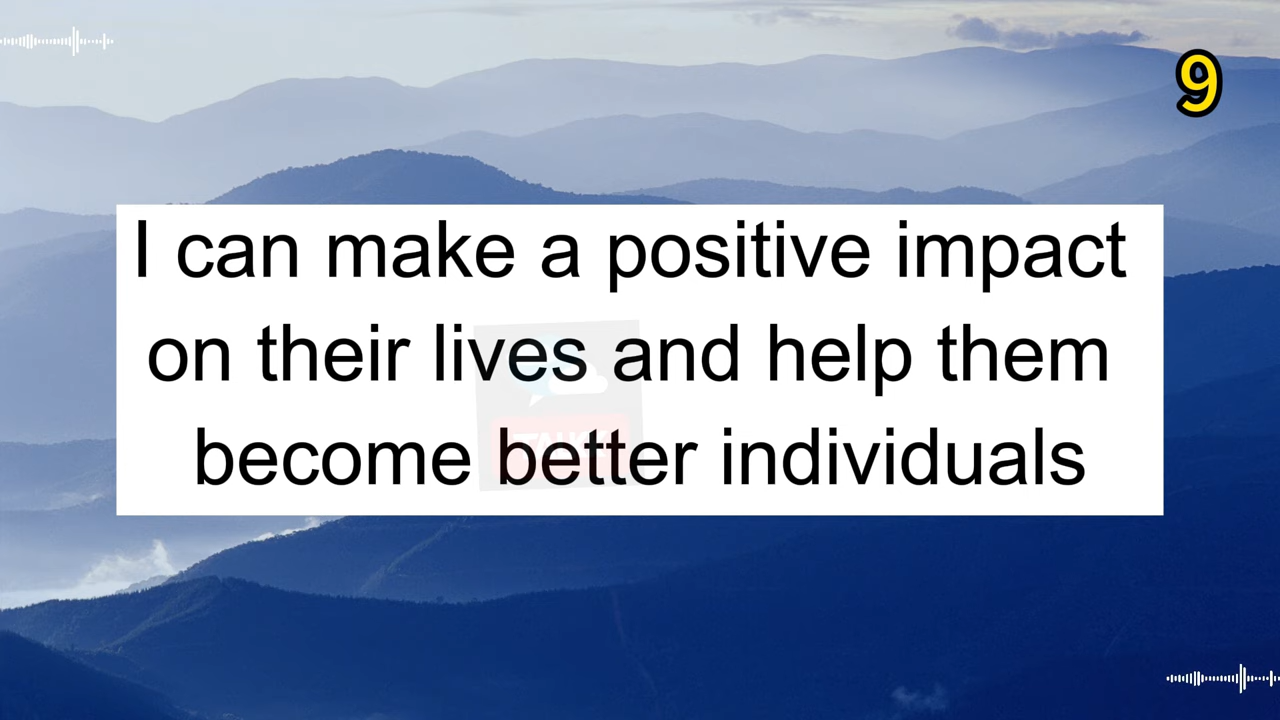 9
I can make a positive impact
on their lives and help them
become better individuals